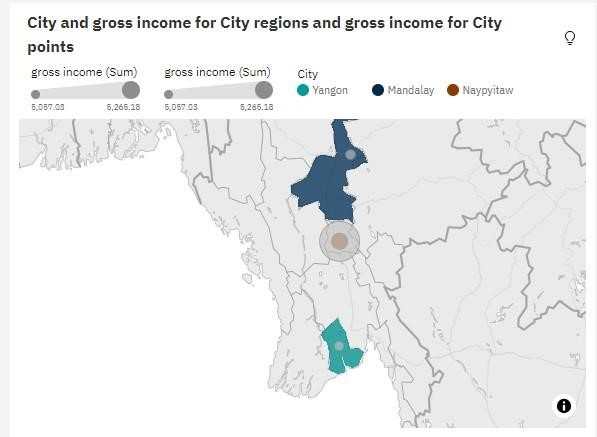 City and gross income for City regions and gross income for City
points
gross income (Sum)
5,057.03 5,265.18
gross income (Sum)
5,057.03 5,265.18
City
Yangon Mandalay Naypyitaw